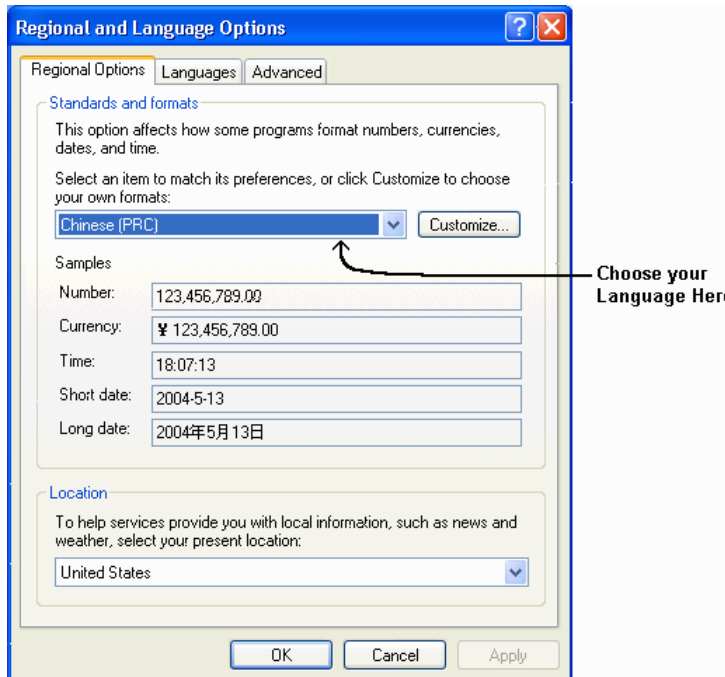 Regional and Language Options
Regional Options Languages Advanced
Standards and formats
This option affects how some programs format numbers, currencies,
dates, and time.
Select an item to match its preferences, or click Customize to choose
your own formats:
Chinese (PRC) Customize...
Samples
Choose your
Language Her
Number: 123,456,789.00
Currency: ¥ 123,456,789.00
Time: 18:07:13
Short date: 2004-5-13
Long date: 2004年5月13日
Location
To help services provide you with local information, such as news and
weather, select your present location:
United States
OK Cancel Apply